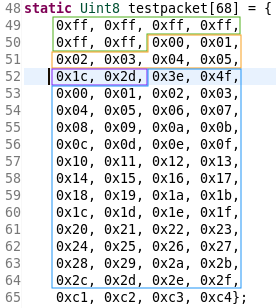 48 static Uint8 testpacket[68] = {
49 0xff, 0xff, 0xff, 0xff,
50 0xff, 0xff, 0x00, 0x01,
51 0x02, 0x03, 0x04, 0x05,
52 0x1c, 0x2d, 0x3e, 0x4f,
53 0x00, 0x01, 0x02, 0x03
54 0x04, 0x05, 0x06, 0x07,
55 0x08, 0x09, 0x0a, 0x0b,
56 0x0c, 0x0d, 0x0e, 0x0f,
57 0x10, 0x11, 0x12, 0x13,
58 0x14, 0x15, 0x16, 0x17,
59 0x18, 0x19, 0x1a, 0x1b,
60 0x1c, 0x1d, 0x1e, 0x1f,
61 0x20, 0x21, 0x22, 0x23,
62 0x24, 0x25, 0x26, 0x27,
63 0x28, 0x29, 0x2a, 0x2b,
64 0x2c, 0x2d, 0x2e, 0x2f,
65 0xc1, 0xc2, 0xc3, 0xc4};